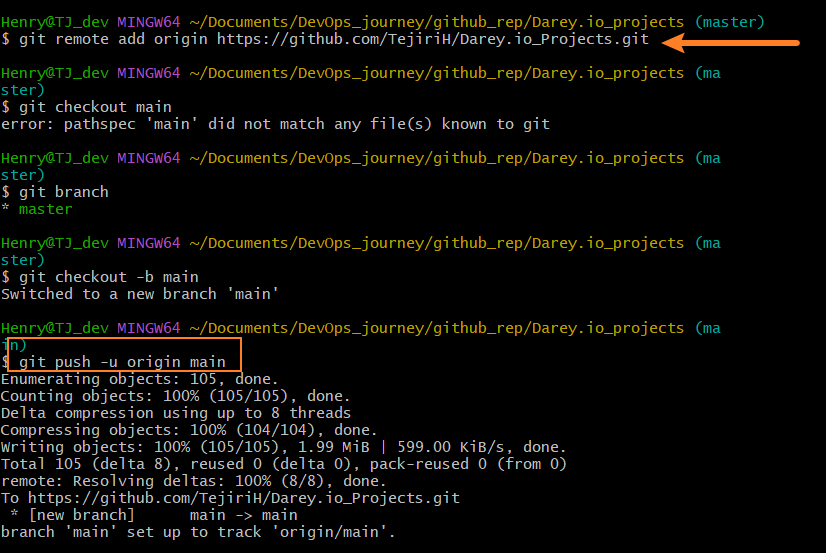 Henry@TJ_dev MINGW64 ~/Documents/DevOps_journey/github_rep/Darey.io_projects (master)
$ git remote add origin https://github.com/TejiriH/Darey.io_Projects.git
Henry@TJ_dev MINGW64 ~/Documents/DevOps_journey/github_rep/Darey.io_projects (ma
ster)
$ git checkout main
error: pathspec 'main' did not match any file(s) known to git
Henry@TJ_dev MINGW64 ~/Documents/DevOps_journey/github_rep/Darey.io_projects (ma
ster)
$ git branch
* master
Henry@TJ_dev MINGW64 ~/Documents/DevOps_journey/github_rep/Darey.io_projects (ma
ster)
$ git checkout -b main
Switched to a new branch 'main'
Henry@TJ_dev MINGW64 ~/Documents/DevOps_journey/github_rep/Darey.io_projects (ma
in)
$ git push -u origin main
Enumerating objects: 105, done.
Counting objects: 100% (105/105), done.
Delta compression using up to 8 threads
Compressing objects: 100% (104/104), done.
Writing objects: 100% (105/105), 1.99 MiB | 599.00 KiB/s, done.
Total 105 (delta 8), reused 0 (delta 0), pack-reused 0 (from 0)
remote: Resolving deltas: 100% (8/8), done.
To https://github.com/TejiriH/Darey.io_Projects.git
 * [new branch]      main -> main
branch 'main' set up to track 'origin/main'.